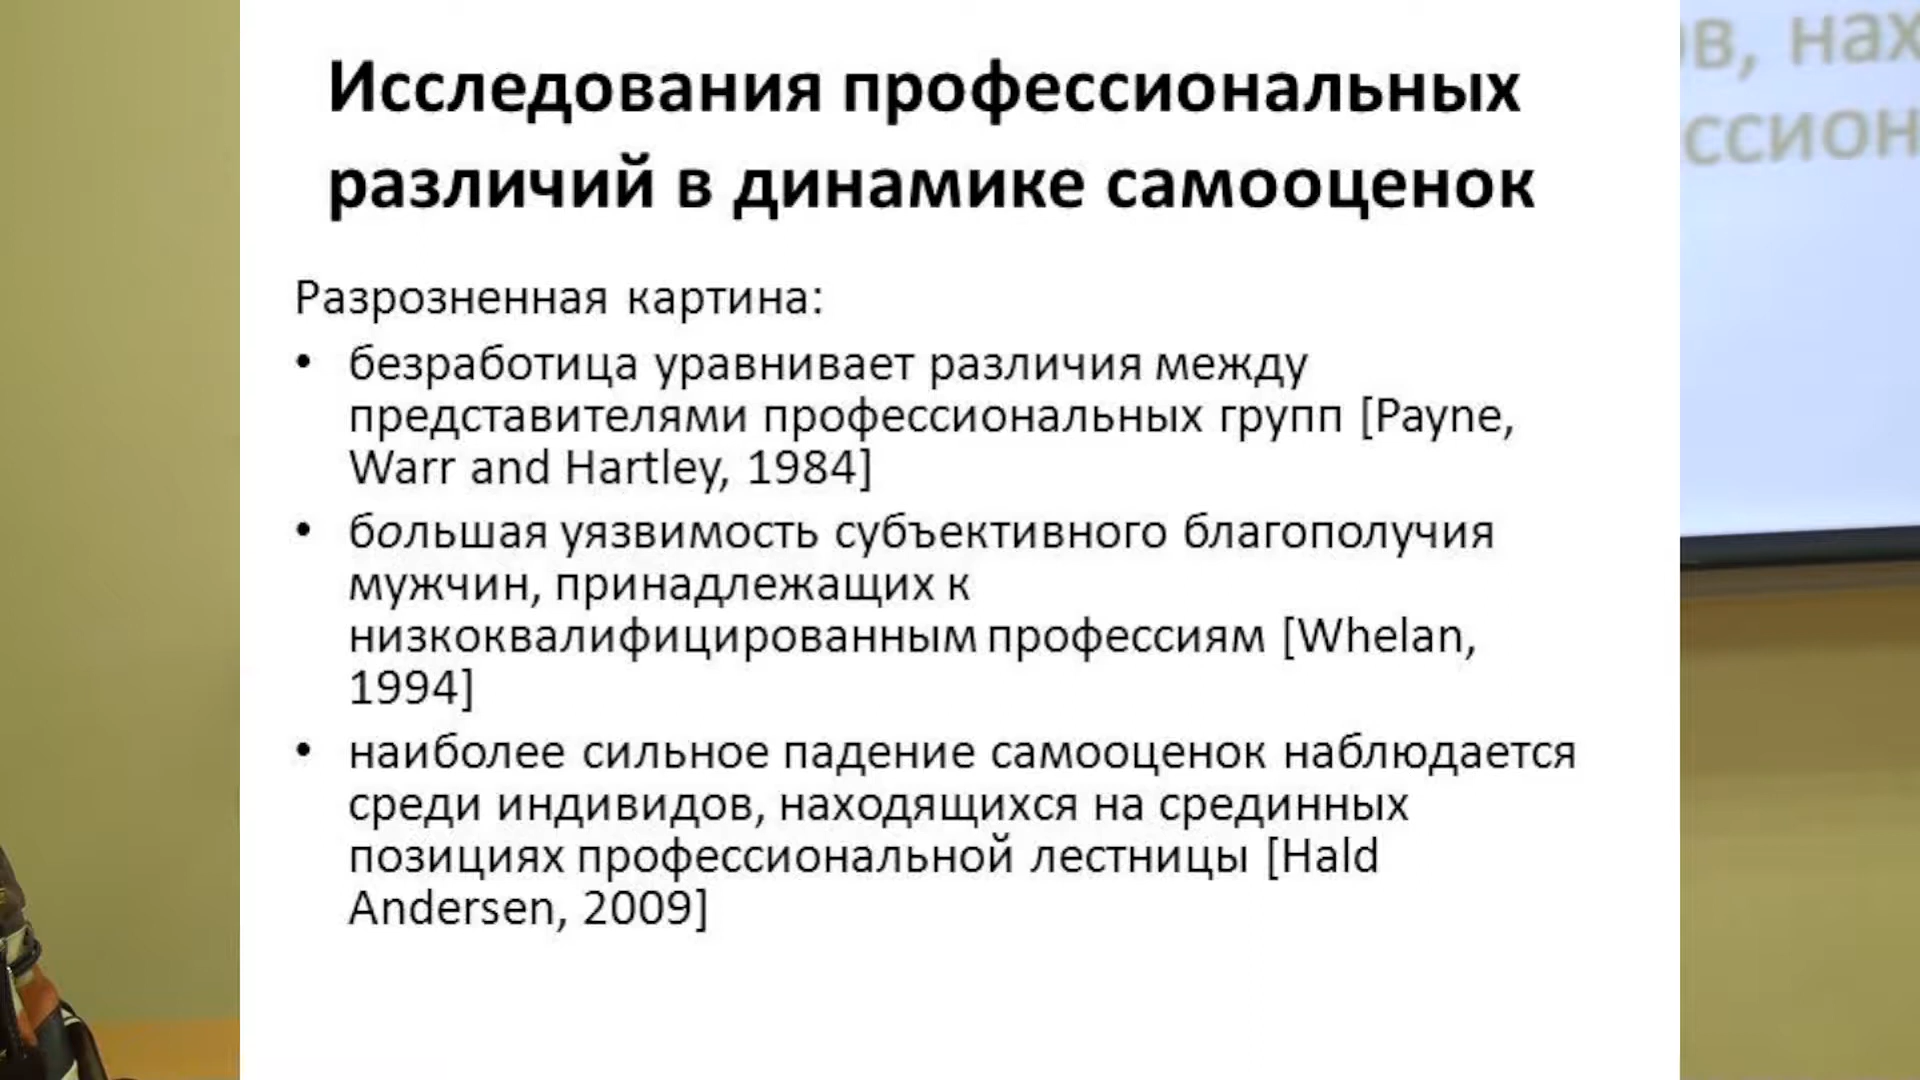 Исследования профессиональных
различий в динамике самооценок
Разрозненная картина:
• безработица уравнивает различия между
представителями профессиональных групп [Payne,
Warr and Hartley, 1984]
• большая уязвимость субъективного благополучия
мужчин, принадлежащих к
низкоквалифицированным профессиям [Whelan,
1994]
• наиболее сильное падение самооценок наблюдается
среди индивидов, находящихся на срединных
позициях профессиональной лестницы [Hald
Andersen, 2009]